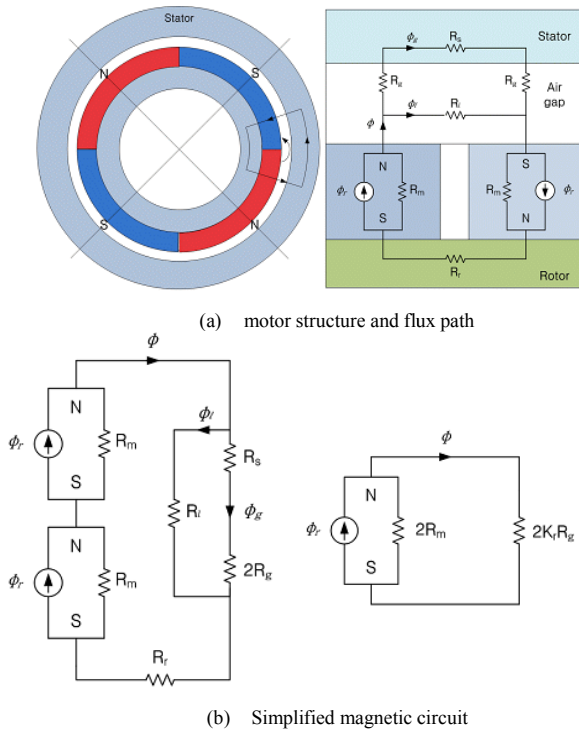 Stator
N
S
S
N
Stator
Air
gap
Rotor
ϕg
Rs
Rg
Rg
ϕl
Rl
ϕ
N
S
ϕr
Rm
Rm
ϕr
S
N
Rr
(a) motor structure and flux path
ϕ
N
ϕr
Rm
S
N
ϕr
Rm
S
ϕl
Rs
Rl
ϕg
2Rg
Rr
ϕ
N
ϕr
2Rm
2KrRg
S
(b) Simplified magnetic circuit